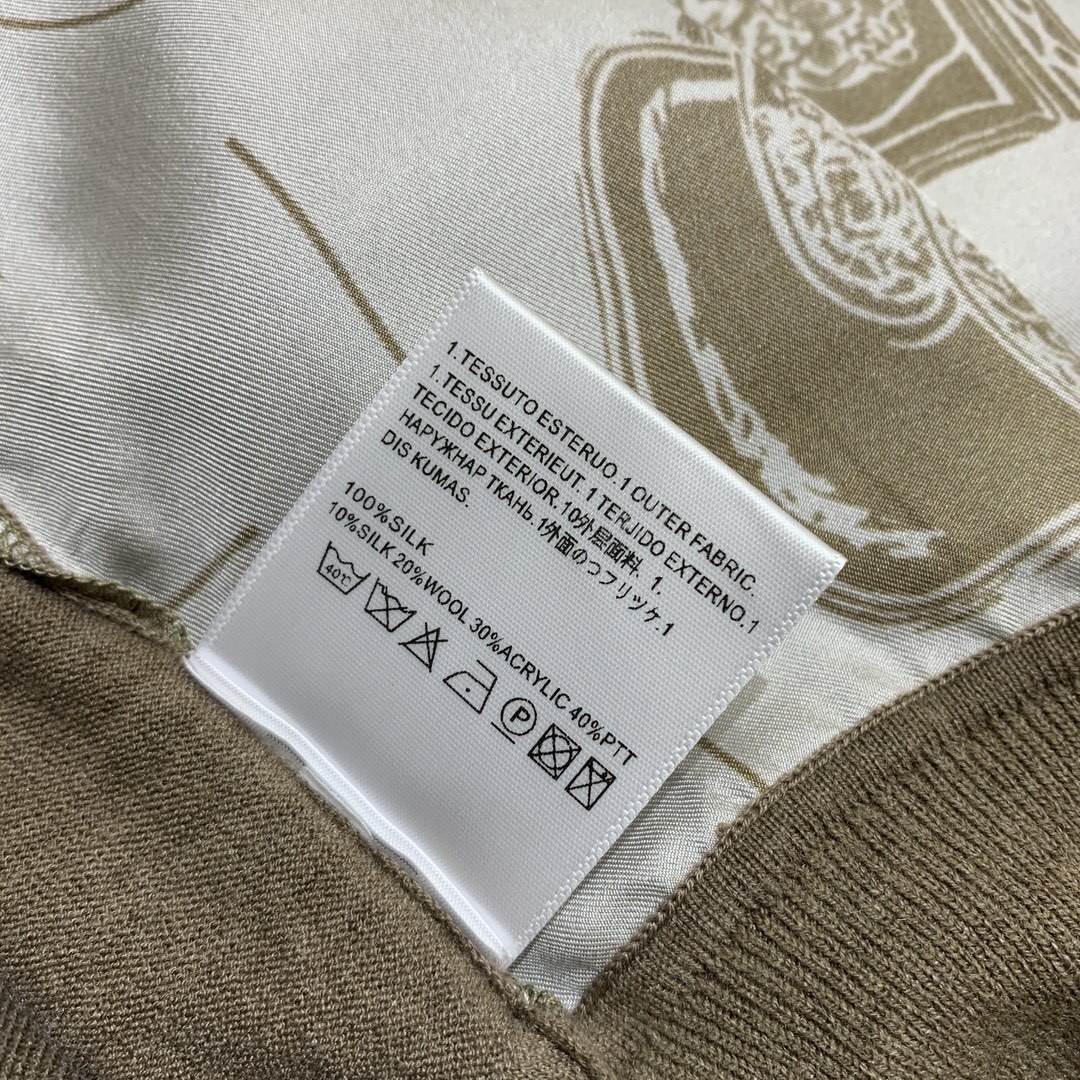 1.TESSUTO ESTERUO.1 OUTER FABRIC.
1.TESSU EXTERIEUT. 1 TERJIDO EXTERNO.1
TECIDO EXTERIOR.10外层面料. 1.
НАРУЖНАР ТКАНЬ.1外面のつフリッケ.1
DIS KUMAS.
100%SILK
10%SILK 20%WOOL 30%ACRYLIC 40%PTT
40℃
P